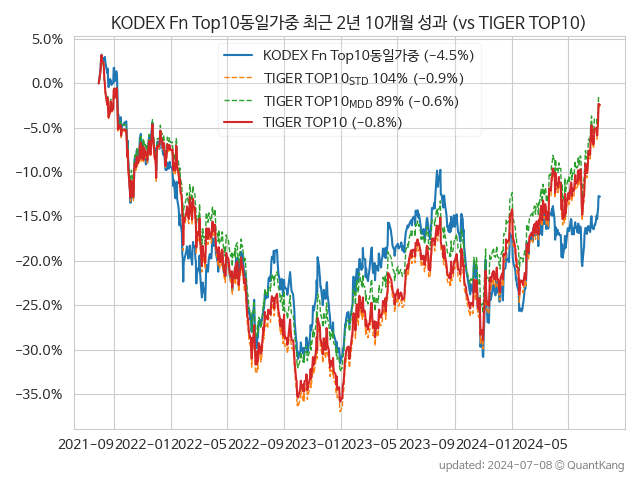 KODEX Fn Top10동일가중 최근 2년 10개월 성과 (vs TIGER TOP10)
5.0%
0.0%
−5.0%
−10.0%
−15.0%
−20.0%
−25.0%
−30.0%
−35.0%
KODEX Fn Top10동일가중 (−4.5%)
TIGER TOP10STD 104% (−0.9%)
TIGER TOP10MDD 89% (−0.6%)
TIGER TOP10 (−0.8%)
2021-09 2022-01 2022-05 2022-09 2023-01 2023-05 2023-09 2024-01 2024-05
updated: 2024-07-08 © QuantKang